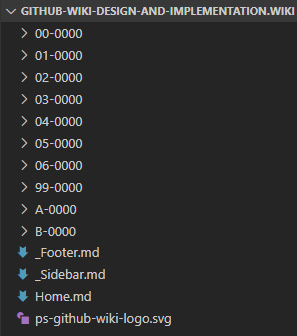 GITHUB-WIKI-DESIGN-AND-IMPLEMENTATION.WIKI
00-0000
01-0000
02-0000
03-0000
04-0000
05-0000
06-0000
99-0000
A-0000
B-0000
_Footer.md
_Sidebar.md
Home.md
ps-github-wiki-logo.svg